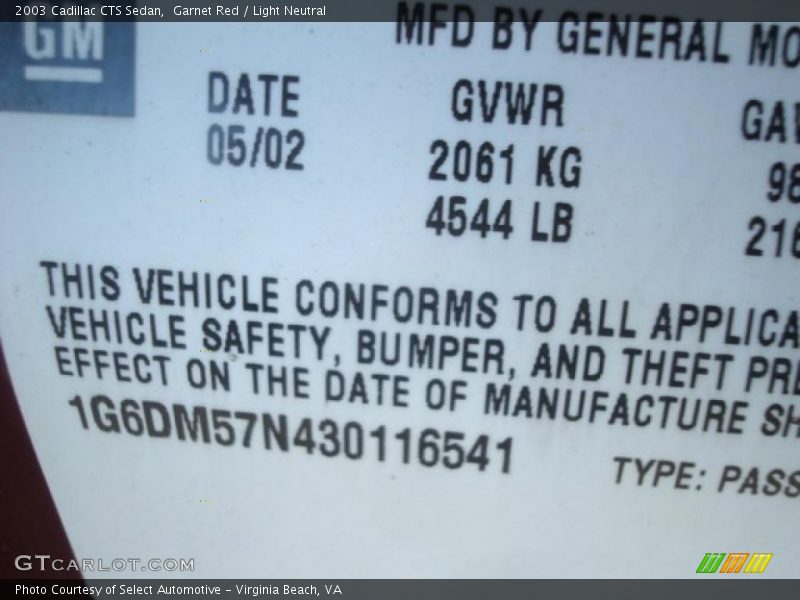 2003 Cadillac CTS Sedan, Garnet Red / Light Neutral
GM
MFD BY GENERAL MO
DATE GVWR
05/02 2061 KG 98
4544 LB 216
THIS VEHICLE CONFORMS TO ALL APPLICA
VEHICLE SAFETY, BUMPER, AND THEFT PRE
EFFECT ON THE DATE OF MANUFACTURE SH
1G6DM57N430116541
TYPE: PASS
GTCARLOT.COM
Photo Courtesy of Select Automotive - Virginia Beach, VA